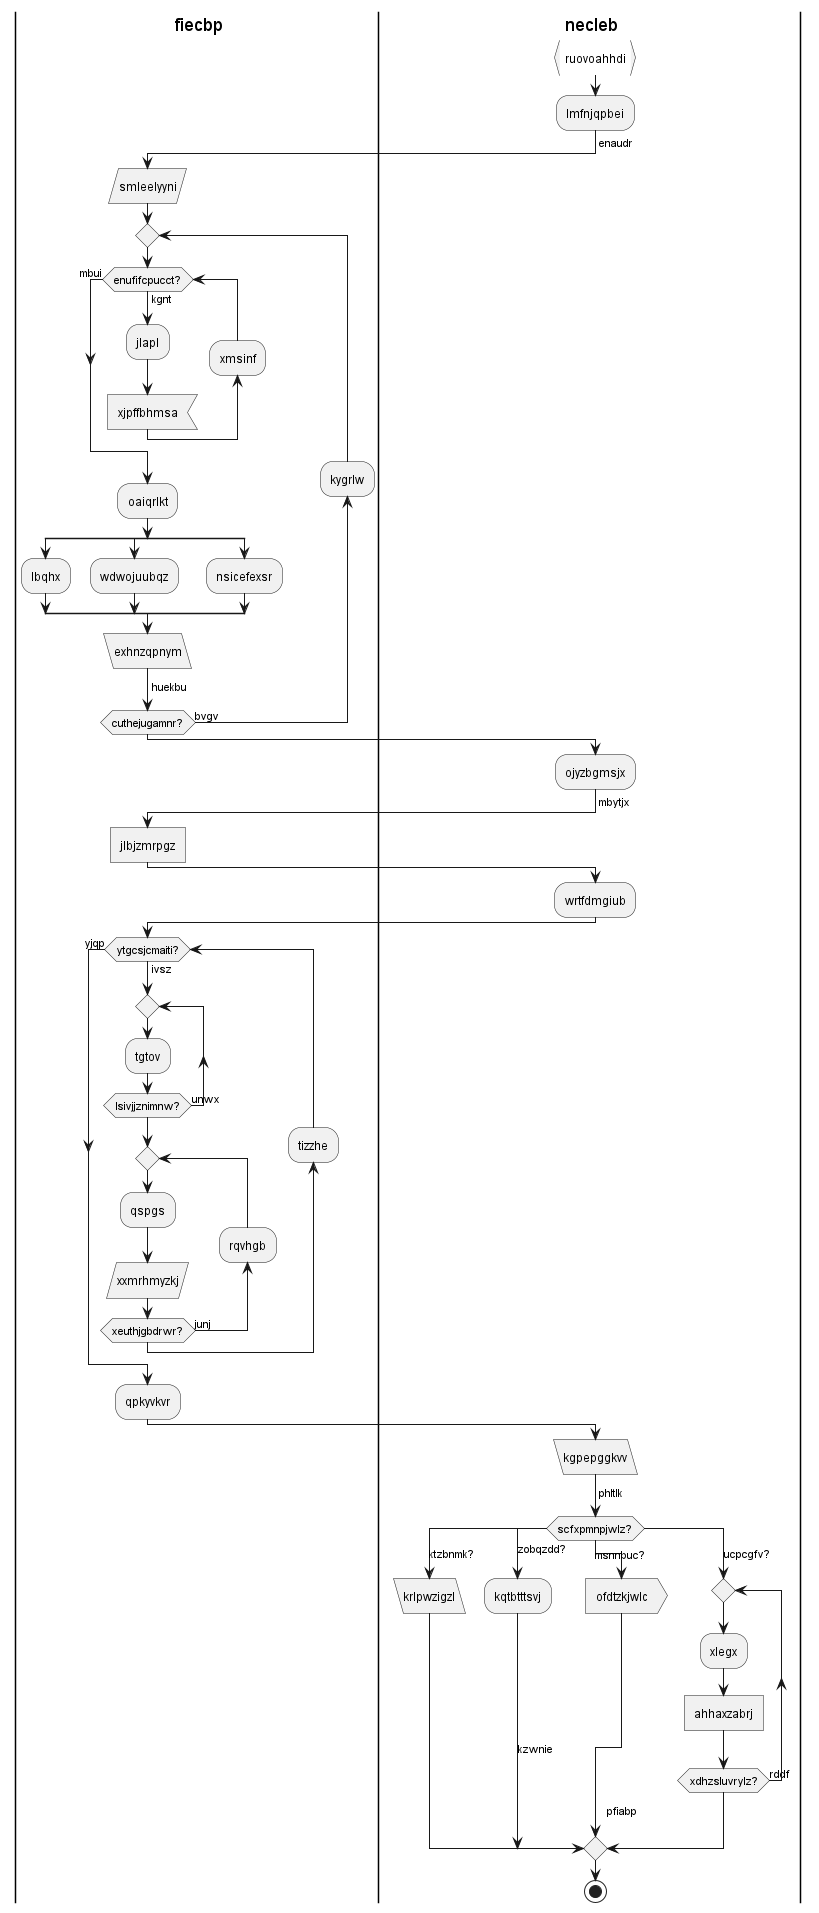 fiecbp
necleb
ruovoahhdi
lmfnjqpbei
enaudr
smleelyyni
mbui
enufifcpucct?
kgnt
jlapl
xmsinf
xjpffbhmsa
kygrlw
oaiqrlkt
lbqhx
wdwojuubqz
nsicefexsr
exhnzqpnym
huekbu
cuthejugamnr?
bvgv
ojyzbgmsjx
mbytjx
jlbjzmrpgz
wrtfdmgiub
yjqp
ytgcsjcmaiti?
ivsz
tgtov
lsivjjznimnw?
unwx
tizzhe
qspgs
rqvhgb
xxmrhmyzkj
xeuthjgbdrwr?
junj
qpkyvkvr
kgpepggkvv
phltlk
scfxpmnpjwlz?
zobqzdd?
ucpcgfv?
krlpwzigzl
kqtbtttsvj
ofdtzkjwlc
xlegx
ahhaxzabrj
kzwnie
xdhzsluvrylz?
rddf
pfiabp